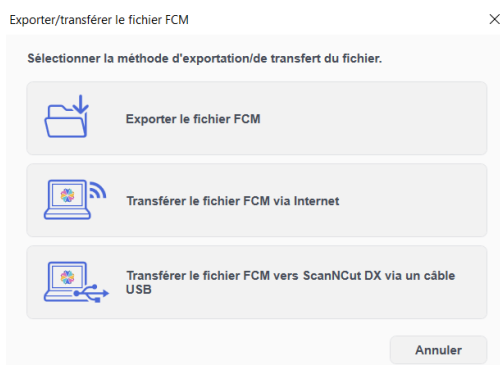 Exporter/transférer le fichier FCM
Sélectionner la méthode d'exportation/de transfert du fichier.
Exporter le fichier FCM
Transférer le fichier FCM via Internet
Transférer le fichier FCM vers ScanNCut DX via un câble
USB
Annuler